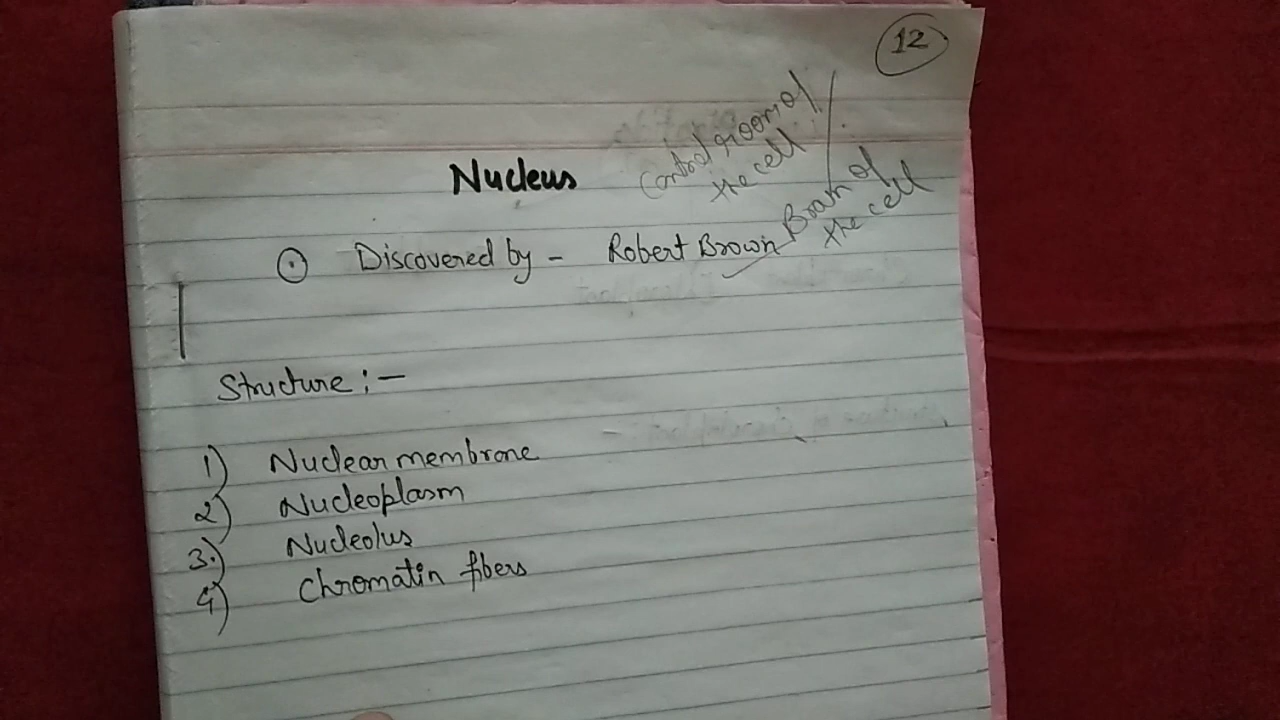 12
Nucleus
Control room of
the cell /
Brain of
the cell
⊙ Discovered by - Robert Brown
Structure :-
1) Nuclear membrane
2) Nucleoplasm
3.) Nucleolus
4) Chromatin fibers